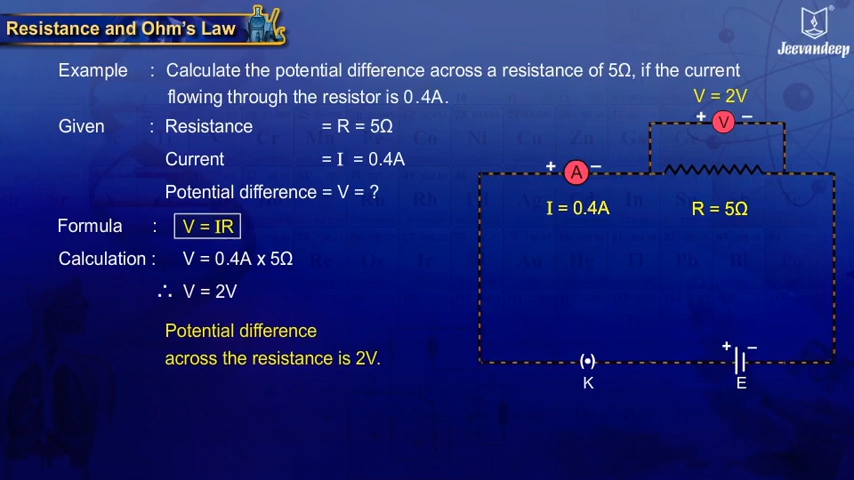 Resistance and Ohm's Law
Jeevandeep
Example : Calculate the potential difference across a resistance of 5Ω, if the current
flowing through the resistor is 0.4A.
V = 2V
Given : Resistance = R = 5Ω
+ V −
Current = I = 0.4A
+ A −
Potential difference = V = ?
I = 0.4A
R = 5Ω
Formula : V = IR
Calculation : V = 0.4A x 5Ω
∴ V = 2V
Potential difference
across the resistance is 2V.
+ −
(•)
K
E